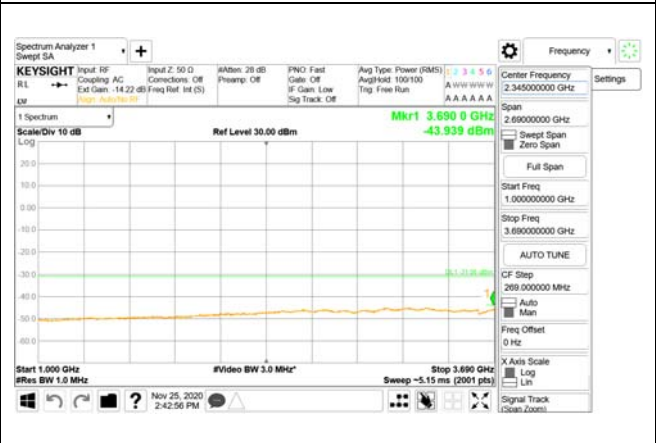 Spectrum Analyzer 1
Swept SA
Frequency
KEYSIGHT Input: RF Input Z: 50 Ω #Atten: 28 dB PNO: Fast Avg Type: Power (RMS) 1 2 3 4 5 6
RL Coupling: AC Corrections: Off Preamp: Off Gate: Off Avg|Hold: 100/100 A W W W W W
Ext Gain: -14.22 dB Freq Ref: Int (S) IF Gain: Low Trig: Free Run
Align: Auto/No RF Sig Track: Off A A A A A A
1 Spectrum
Mkr1 3.690 0 GHz
Scale/Div 10 dB Ref Level 30.00 dBm -43.939 dBm
Log
20.0
10.0
0.00
-10.0
-20.0
-30.0
-40.0
-50.0
-60.0
1
Start 1.000 GHz #Video BW 3.0 MHz* Stop 3.690 GHz
#Res BW 1.0 MHz Sweep ~5.15 ms (2001 pts)
Nov 25, 2020
2:42:56 PM
Center Frequency
2.345000000 GHz
Settings
Span
2.69000000 GHz
Swept Span
Zero Span
Full Span
Start Freq
1.000000000 GHz
Stop Freq
3.690000000 GHz
AUTO TUNE
CF Step
269.000000 MHz
Auto
Man
Freq Offset
0 Hz
X Axis Scale
Log
Lin
Signal Track
(Span Zoom)